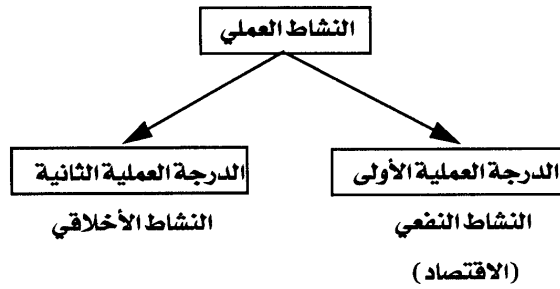 النشاط العملي
الدرجة العملية الأولى
النشاط النفعي
(الاقتصاد)
الدرجة العملية الثانية
النشاط الأخلاقي